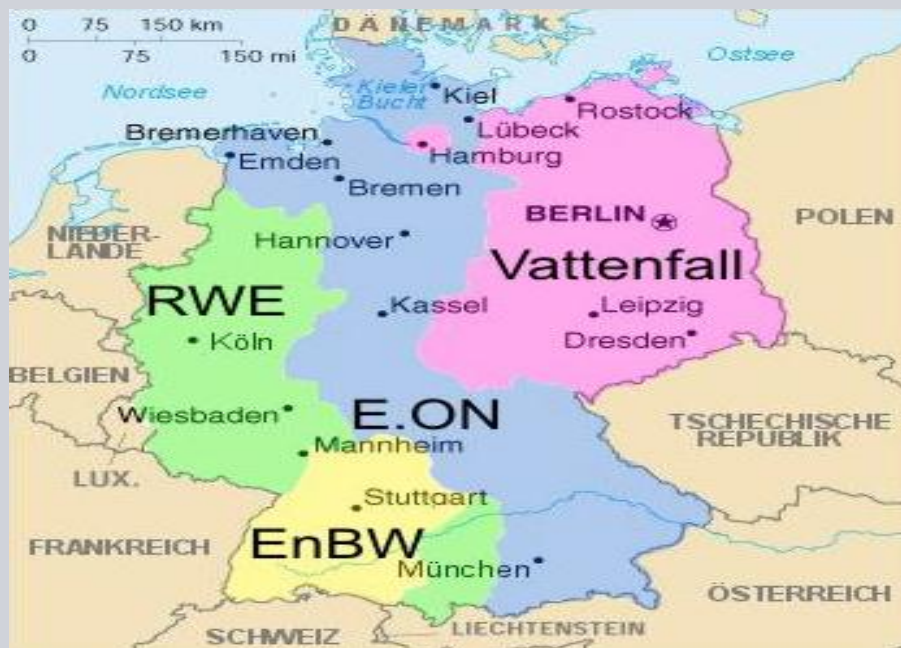 0 75 150 km
0 75 150 mi
DÄNEMARK
Nordsee
Ostsee
Kieler
Bucht
Kiel
Rostock
Lübeck
Bremerhaven
Hamburg
Emden
Bremen
BERLIN
POLEN
NIEDER-
LANDE
Hannover
Vattenfall
RWE
Kassel
Leipzig
Köln
Dresden
BELGIEN
Wiesbaden
E.ON
TSCHECHISCHE
REPUBLIK
Mannheim
LUX.
Stuttgart
FRANKREICH
EnBW
München
ÖSTERREICH
SCHWEIZ
LIECHTENSTEIN